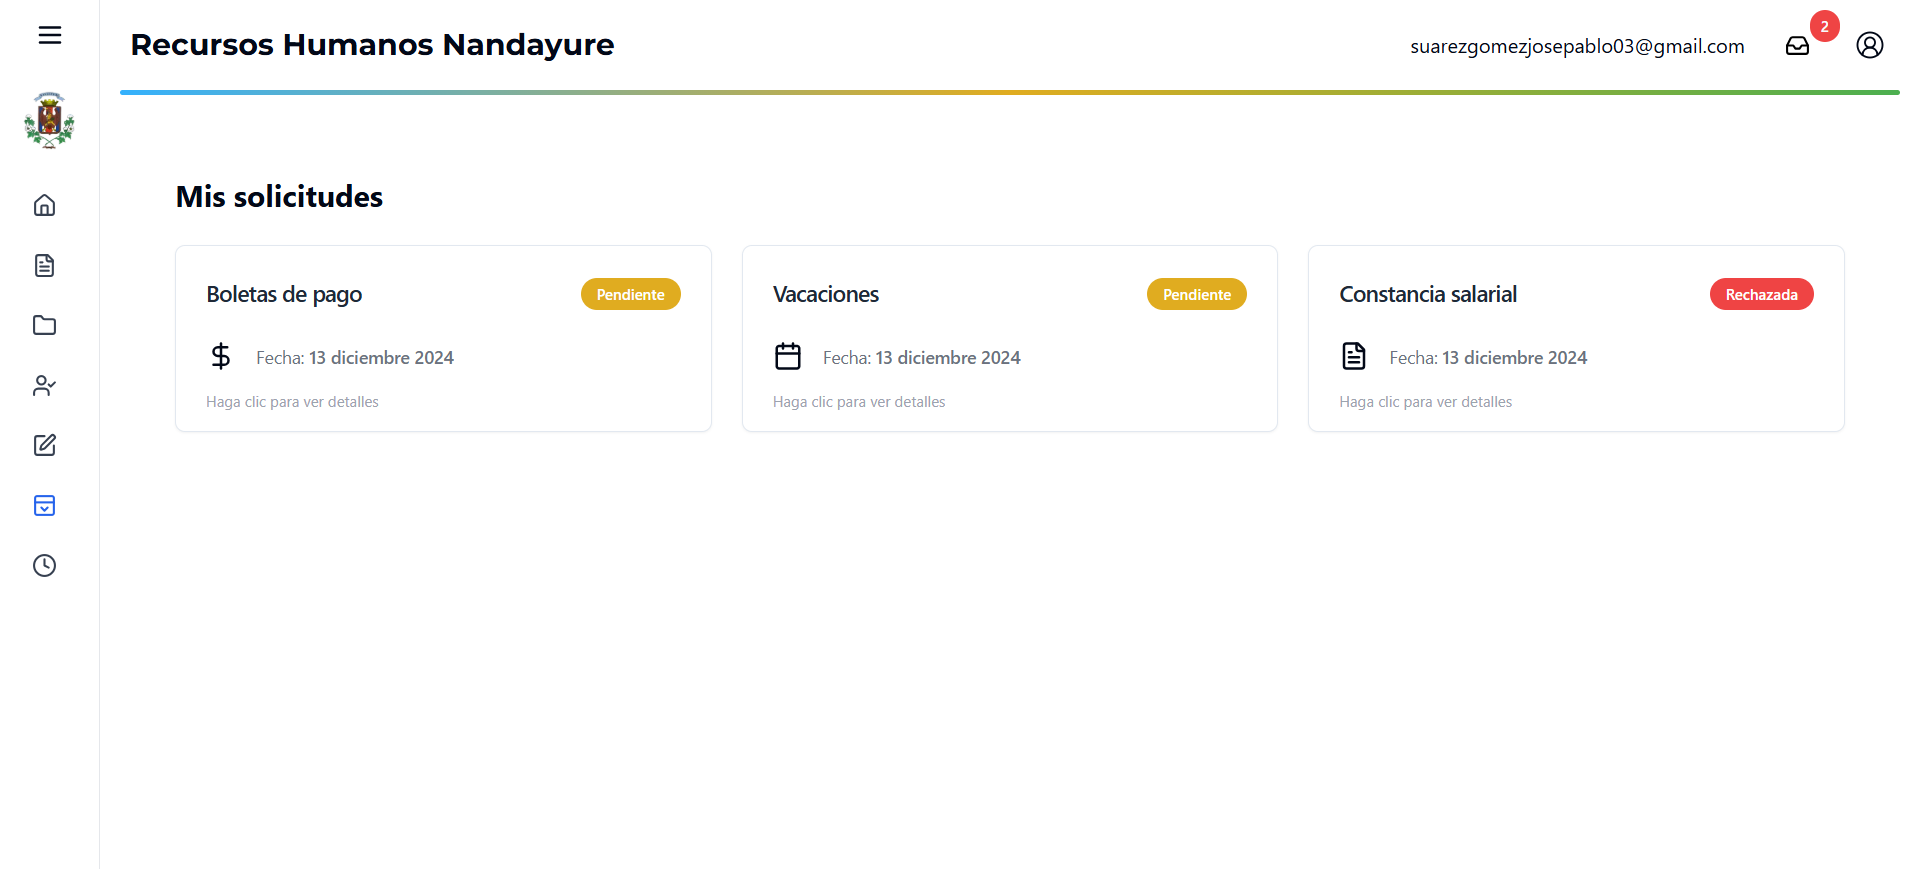 Recursos Humanos Nandayure
suarezgomezjosepablo03@gmail.com
2
Mis solicitudes
Boletas de pago
Pendiente
Fecha: 13 diciembre 2024
Haga clic para ver detalles
Vacaciones
Pendiente
Fecha: 13 diciembre 2024
Haga clic para ver detalles
Constancia salarial
Rechazada
Fecha: 13 diciembre 2024
Haga clic para ver detalles